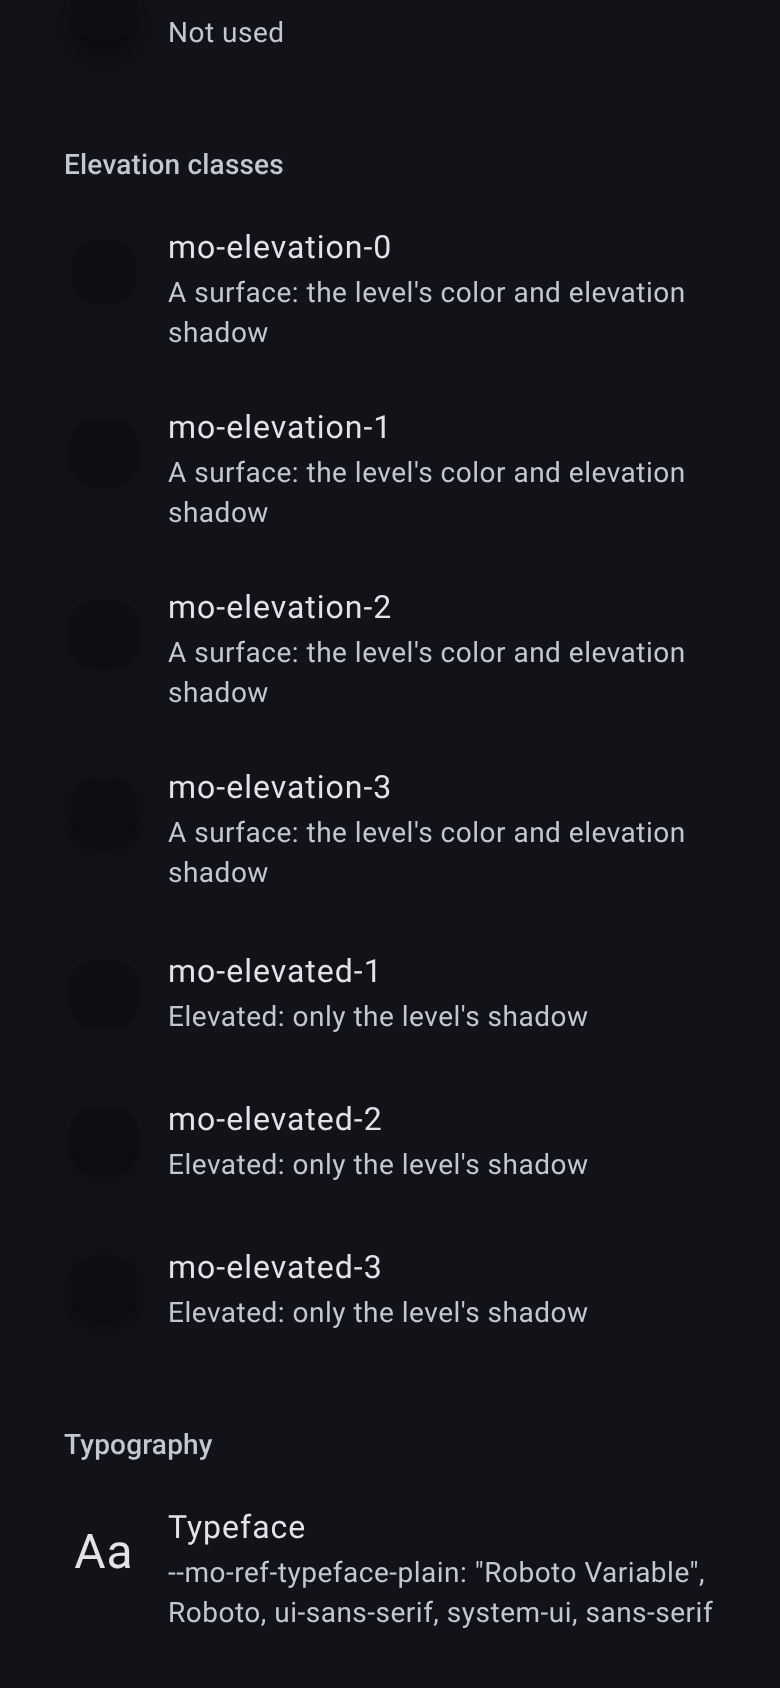 Not used
Elevation classes
mo-elevation-0
A surface: the level's color and elevation
shadow
mo-elevation-1
A surface: the level's color and elevation
shadow
mo-elevation-2
A surface: the level's color and elevation
shadow
mo-elevation-3
A surface: the level's color and elevation
shadow
mo-elevated-1
Elevated: only the level's shadow
mo-elevated-2
Elevated: only the level's shadow
mo-elevated-3
Elevated: only the level's shadow
Typography
Aa
Typeface
--mo-ref-typeface-plain: "Roboto Variable",
Roboto, ui-sans-serif, system-ui, sans-serif